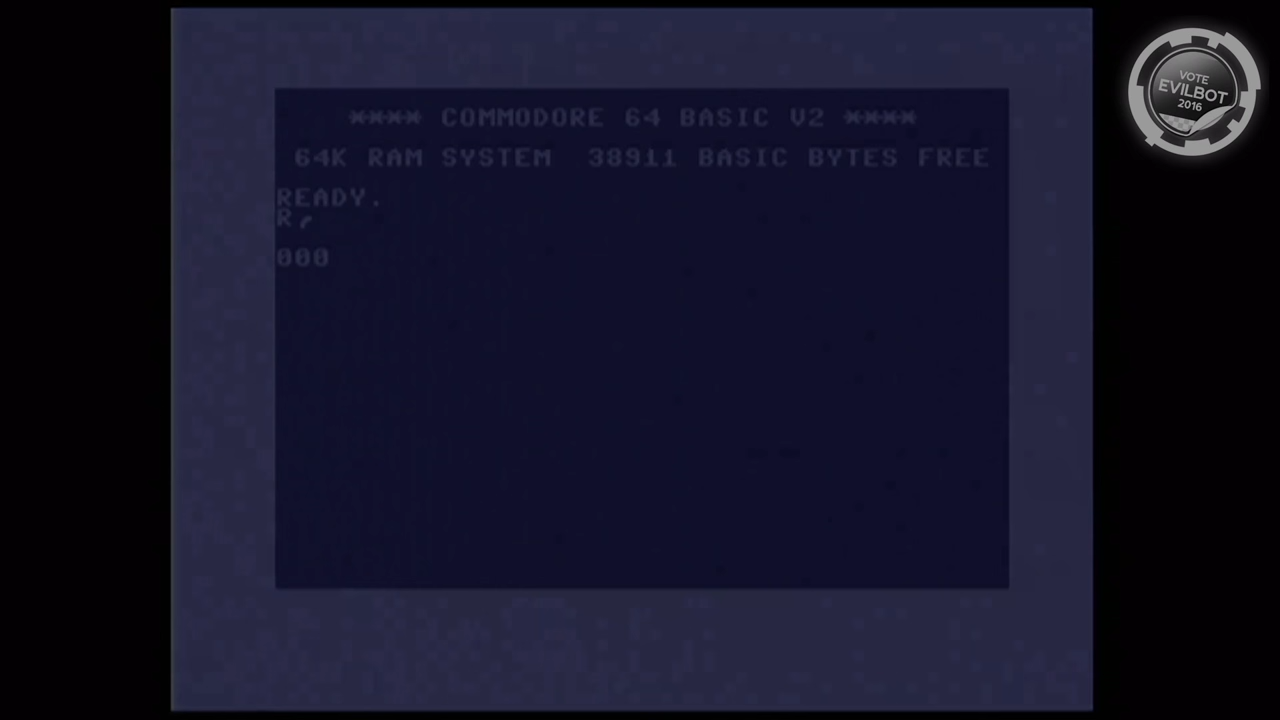 **** COMMODORE 64 BASIC V2 ****
64K RAM SYSTEM  38911 BASIC BYTES FREE
READY.
R╭
000
VOTE
EVILBOT
2016